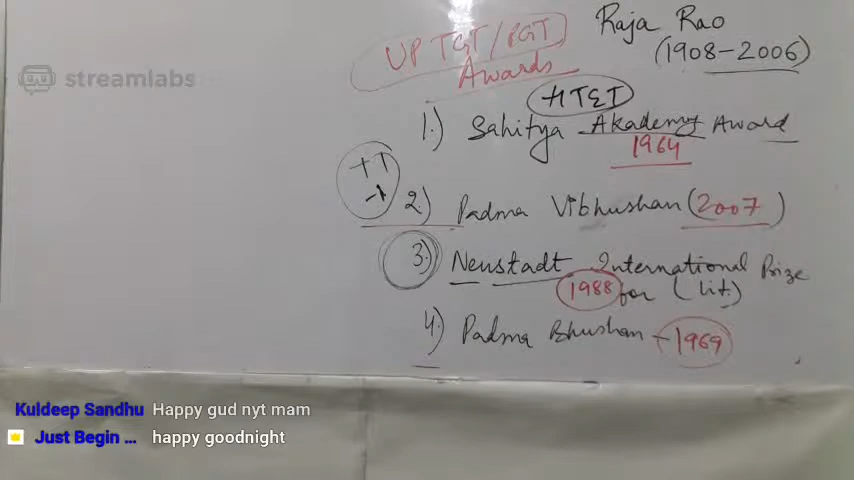 Raja Rao
(1908-2006)
UP TGT/PGT
Awards
streamlabs
HTET
1.) Sahitya Akademy Award
1964
+1
2.) Padma Vibhushan (2007)
3.) Neustadt International Prize
1988 for (lit.)
4.) Padma Bhushan - 1969
Kuldeep Sandhu Happy gud nyt mam
Just Begin ... happy goodnight